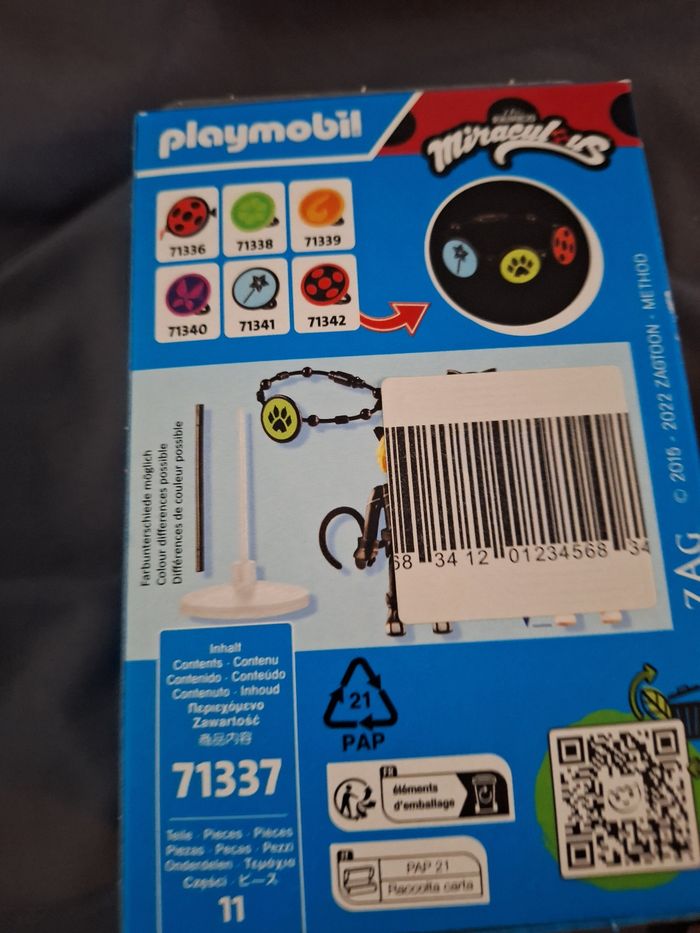 playmobil
Miraculous
71336
71338
71339
71340
71341
71342
© 2015 - 2022 ZAGTOON - METHOD
ZAG
Farbunterschiede möglich
Colour differences possible
Différences de couleur possible
68 34 12 01234568 34
Inhalt
Contents · Contenu
Contenido · Conteúdo
Contenuto · Inhoud
Περιεχόμενο
Zawartość
商品内容
71337
Teile · Pieces · Pièces
Piezas · Peças · Pezzi
Onderdelen · Τεμάχια
Części · ピース
11
21
PAP
FR
éléments
d'emballage
IT
PAP 21
Raccolta carta